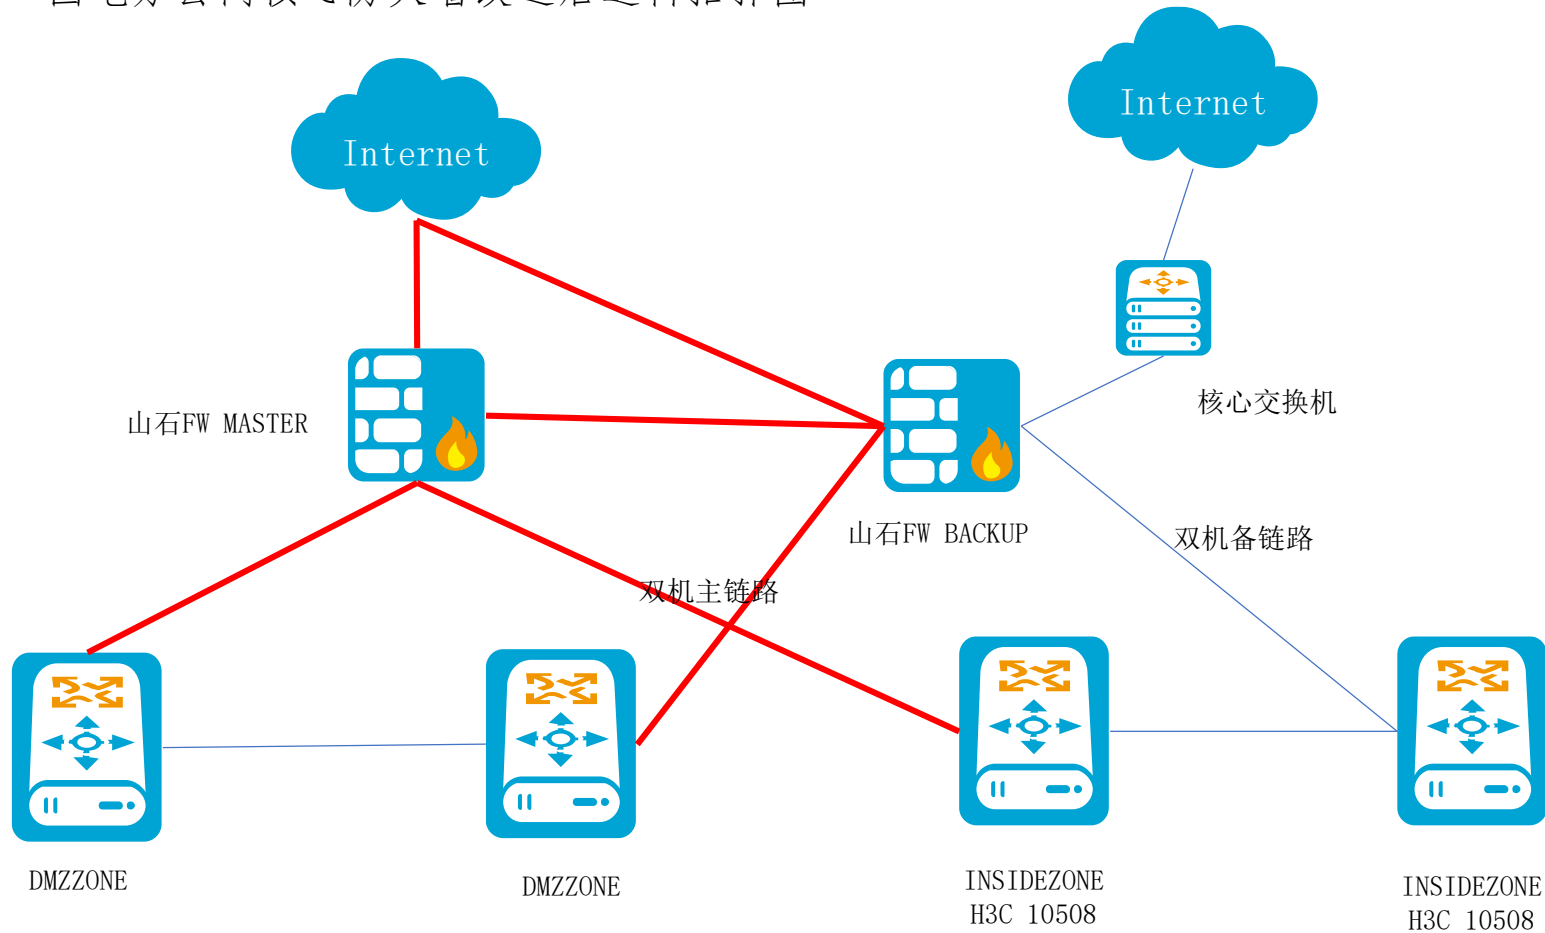 Internet
Internet
核心交换机
山石FW MASTER
山石FW BACKUP
双机备链路
双机主链路
DMZZONE
DMZZONE
INSIDEZONE
H3C 10508
INSIDEZONE
H3C 10508